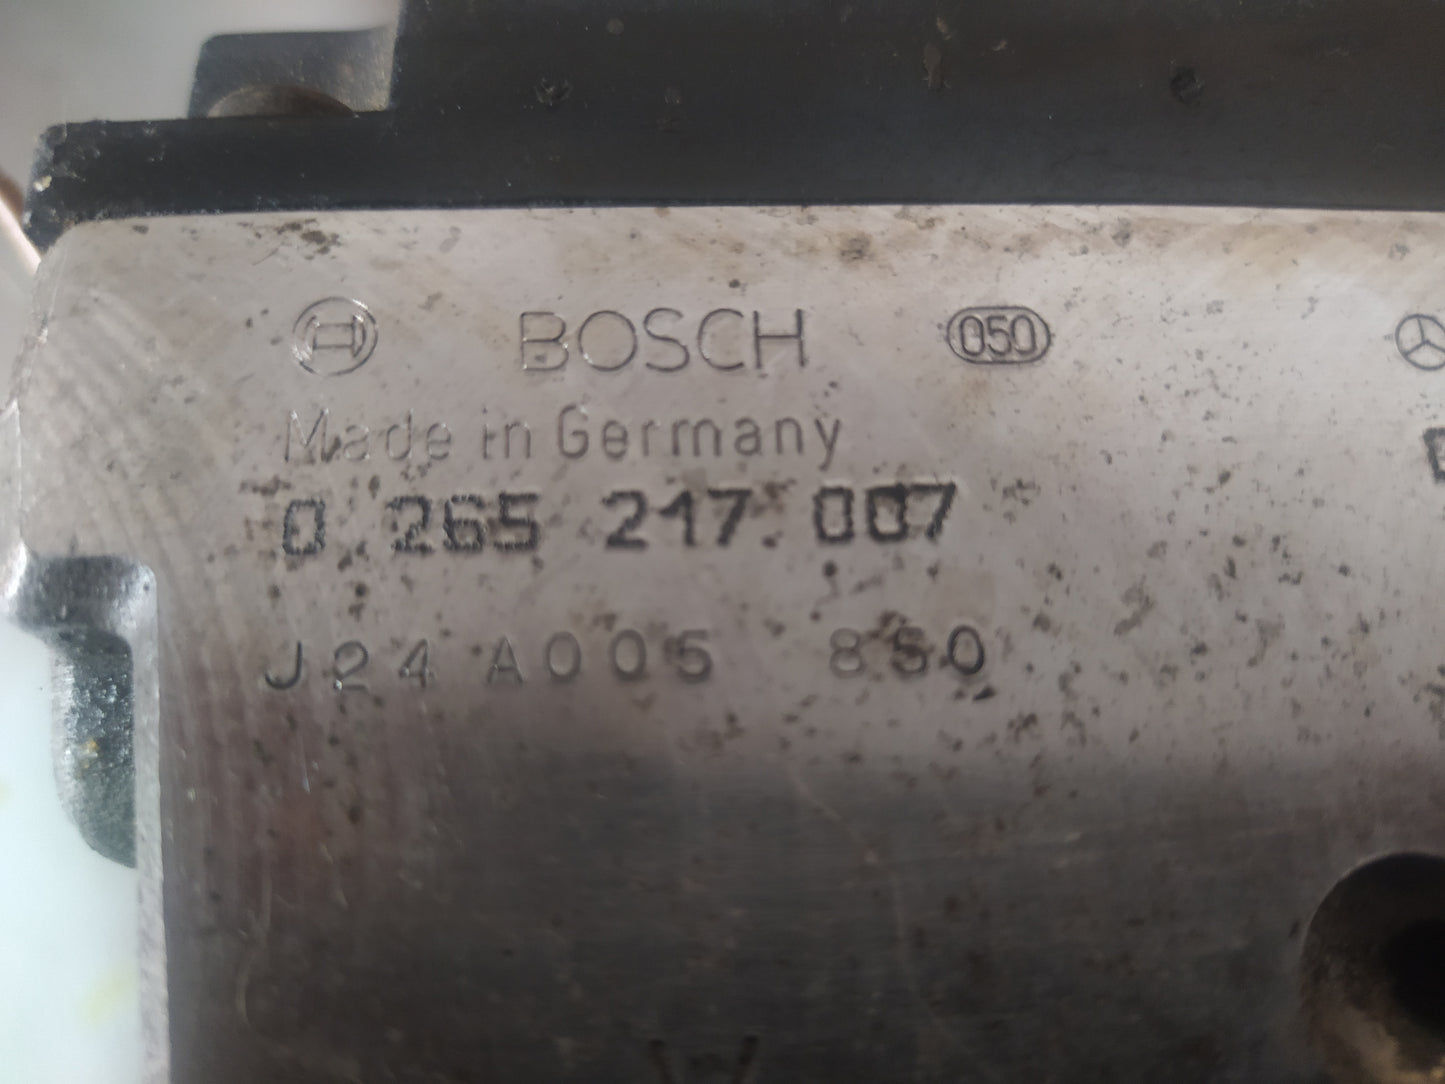 BOSCH 050
Made in Germany
0 265 217 007
J24 A005 850